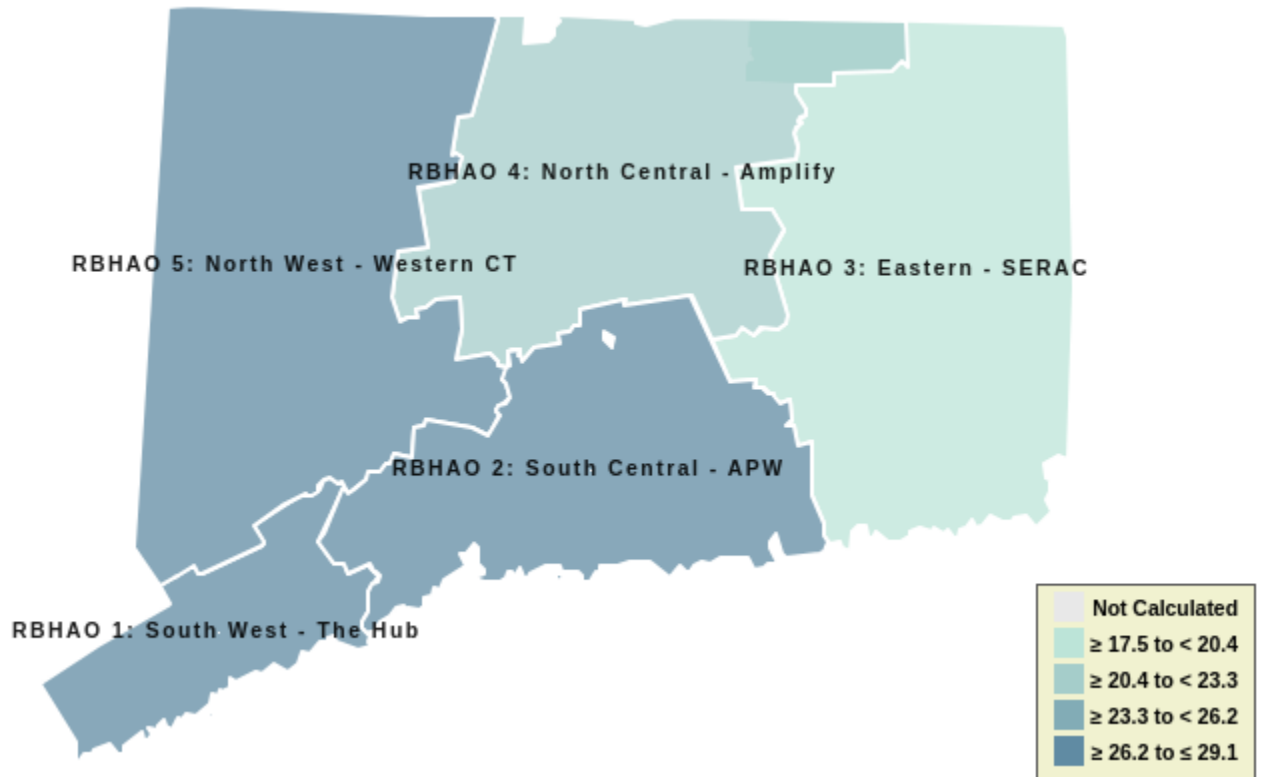 RBHAO 4: North Central - Amplify
RBHAO 5: North West - Western CT
RBHAO 3: Eastern - SERAC
RBHAO 2: South Central - APW
RBHAO 1: South West - The Hub
Not Calculated
≥ 17.5 to < 20.4
≥ 20.4 to < 23.3
≥ 23.3 to < 26.2
≥ 26.2 to ≤ 29.1